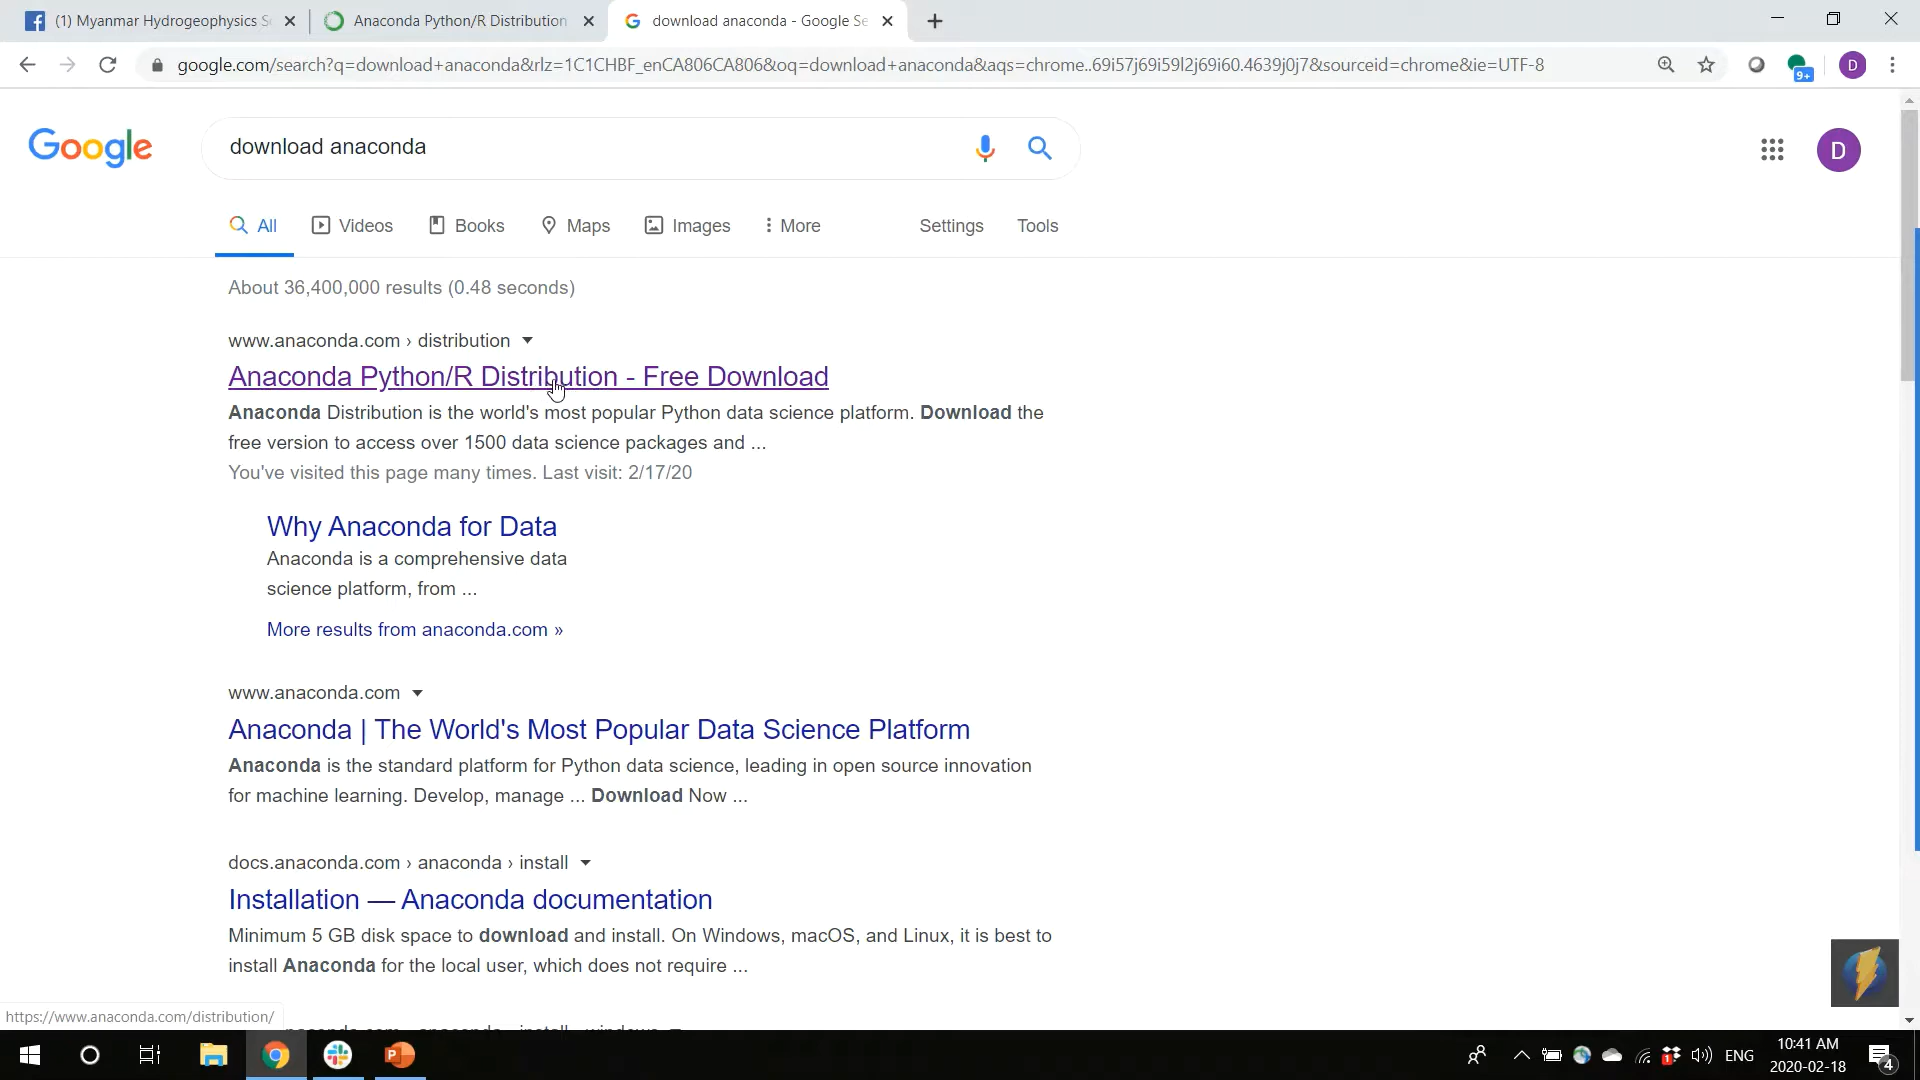 (1) Myanmar Hydrogeophysics S
Anaconda Python/R Distribution
download anaconda - Google Se
google.com/search?q=download+anaconda&rlz=1C1CHBF_enCA806CA806&oq=download+anaconda&aqs=chrome..69i57j69i59l2j69i60.4639j0j7&sourceid=chrome&ie=UTF-8
9+
D
Google
download anaconda
D
All
Videos
Books
Maps
Images
More
Settings
Tools
About 36,400,000 results (0.48 seconds)
www.anaconda.com › distribution
Anaconda Python/R Distribution - Free Download
Anaconda Distribution is the world's most popular Python data science platform. Download the
free version to access over 1500 data science packages and ...
You've visited this page many times. Last visit: 2/17/20
Why Anaconda for Data
Anaconda is a comprehensive data
science platform, from ...
More results from anaconda.com »
www.anaconda.com
Anaconda | The World's Most Popular Data Science Platform
Anaconda is the standard platform for Python data science, leading in open source innovation
for machine learning. Develop, manage ... Download Now ...
docs.anaconda.com › anaconda › install
Installation — Anaconda documentation
Minimum 5 GB disk space to download and install. On Windows, macOS, and Linux, it is best to
install Anaconda for the local user, which does not require ...
https://www.anaconda.com/distribution/
ENG
10:41 AM
2020-02-18
4